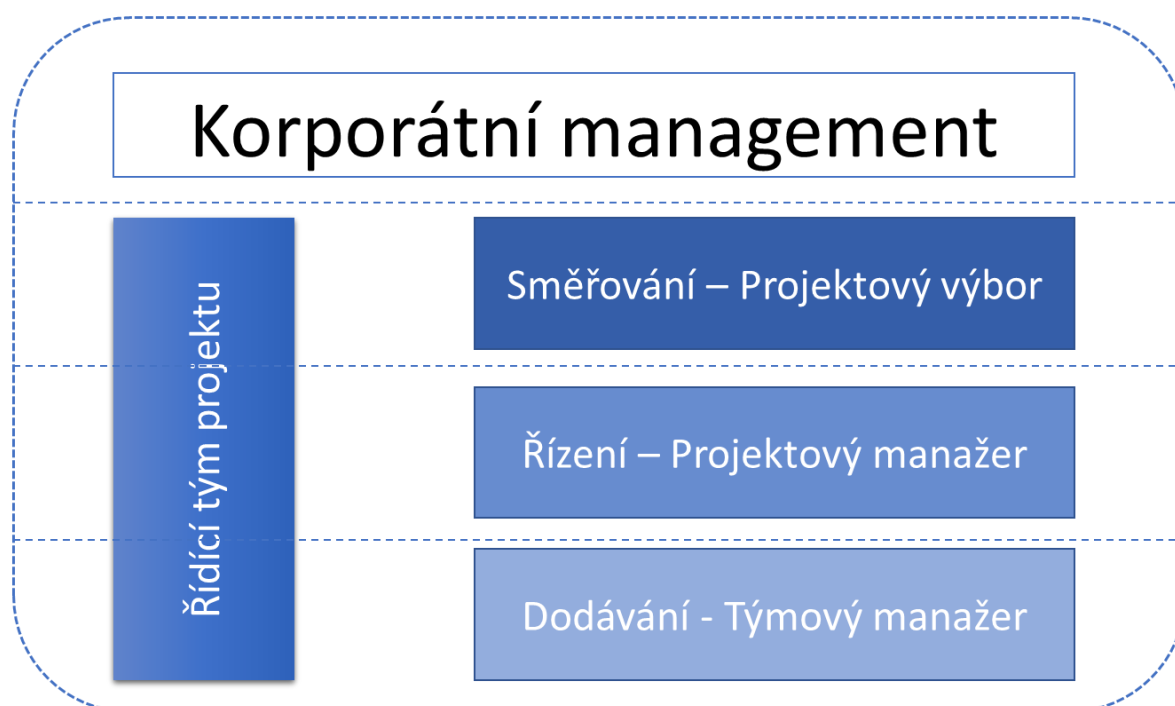 Korporátní management
Řídící tým projektu
Směřování – Projektový výbor
Řízení – Projektový manažer
Dodávání - Týmový manažer